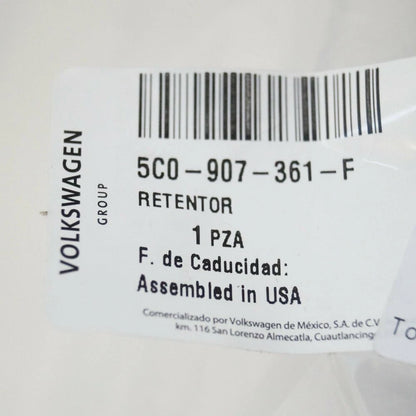 VOLKSWAGEN
GROUP
5C0-907-361-F
RETENTOR
1 PZA
F. de Caducidad:
Assembled in USA
Comercializado por Volkswagen de México, S.A. de C.V
km. 116 San Lorenzo Almecatla, Cuautlancing
To